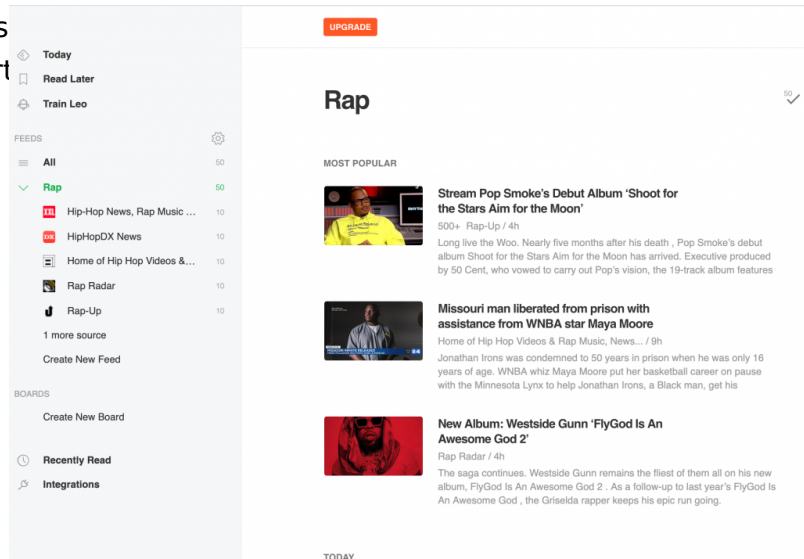 s
rt
Today
Read Later
Train Leo
FEEDS
All 50
Rap 50
Hip-Hop News, Rap Music ... 10
HipHopDX News 10
Home of Hip Hop Videos &... 10
Rap Radar 10
Rap-Up 10
1 more source
Create New Feed
BOARDS
Create New Board
Recently Read
Integrations
UPGRADE
Rap
50
MOST POPULAR
Stream Pop Smoke's Debut Album ‘Shoot for
the Stars Aim for the Moon’
500+ Rap-Up / 4h
Long live the Woo. Nearly five months after his death , Pop Smoke's debut
album Shoot for the Stars Aim for the Moon has arrived. Executive produced
by 50 Cent, who vowed to carry out Pop's vision, the 19-track album features
Missouri man liberated from prison with
assistance from WNBA star Maya Moore
Home of Hip Hop Videos & Rap Music, News... / 9h
Jonathan Irons was condemned to 50 years in prison when he was only 16
years of age. WNBA whiz Maya Moore put her basketball career on pause
with the Minnesota Lynx to help Jonathan Irons, a Black man, get his
New Album: Westside Gunn ‘FlyGod Is An
Awesome God 2’
Rap Radar / 4h
The saga continues. Westside Gunn remains the fliest of them all on his new
album, FlyGod Is An Awesome God 2 . As a follow-up to last year's FlyGod Is
An Awesome God , the Griselda rapper keeps his epic run going.
TODAY